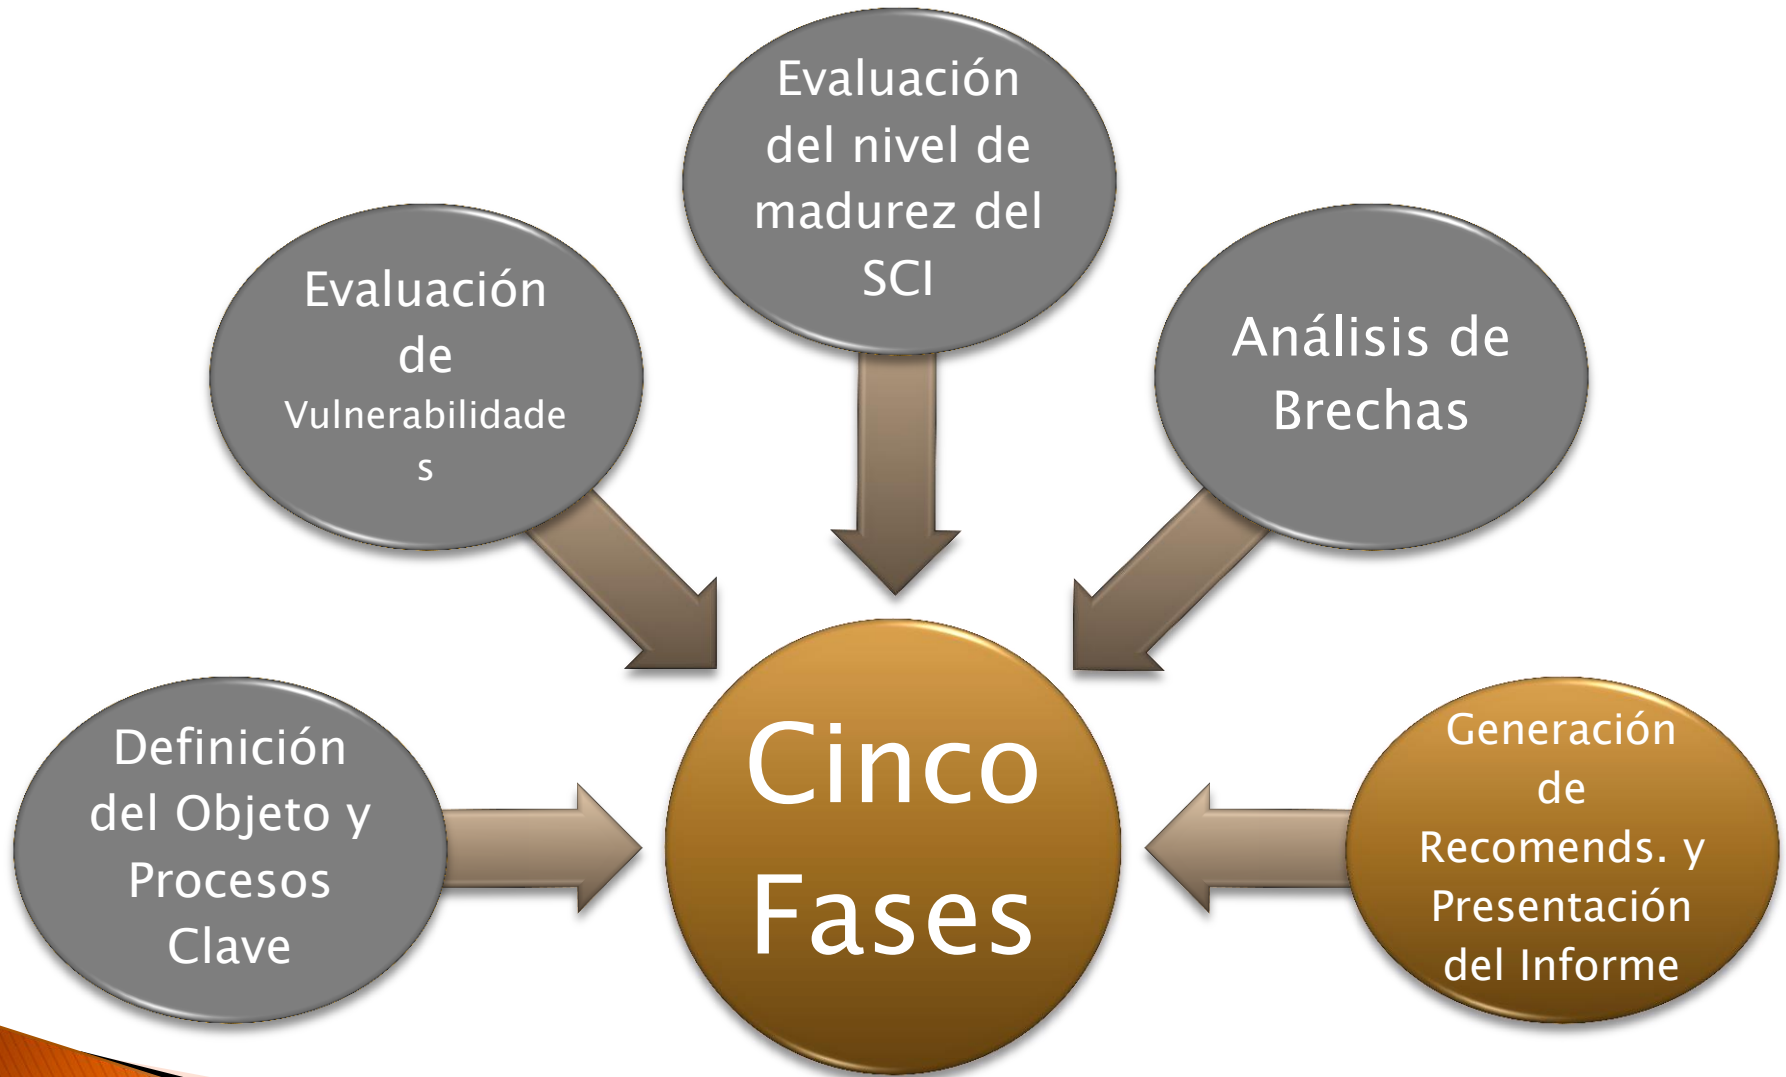 Evaluación
del nivel de
madurez del
SCI
Evaluación
de
Vulnerabilidade
s
Análisis de
Brechas
Definición
del Objeto y
Procesos
Clave
Cinco
Fases
Generación
de
Recomends. y
Presentación
del Informe